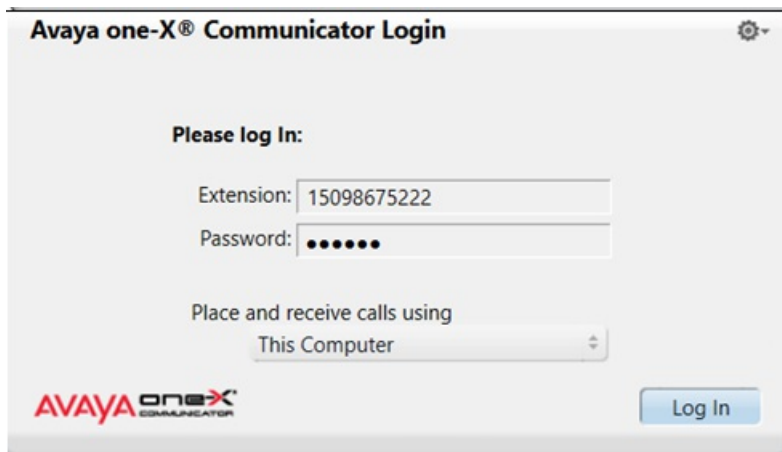 Avaya one-X® Communicator Login
Please log In:
Extension: 15098675222
Password: ●●●●●●
Place and receive calls using
This Computer
AVAYA one-X®
COMMUNICATOR
Log In